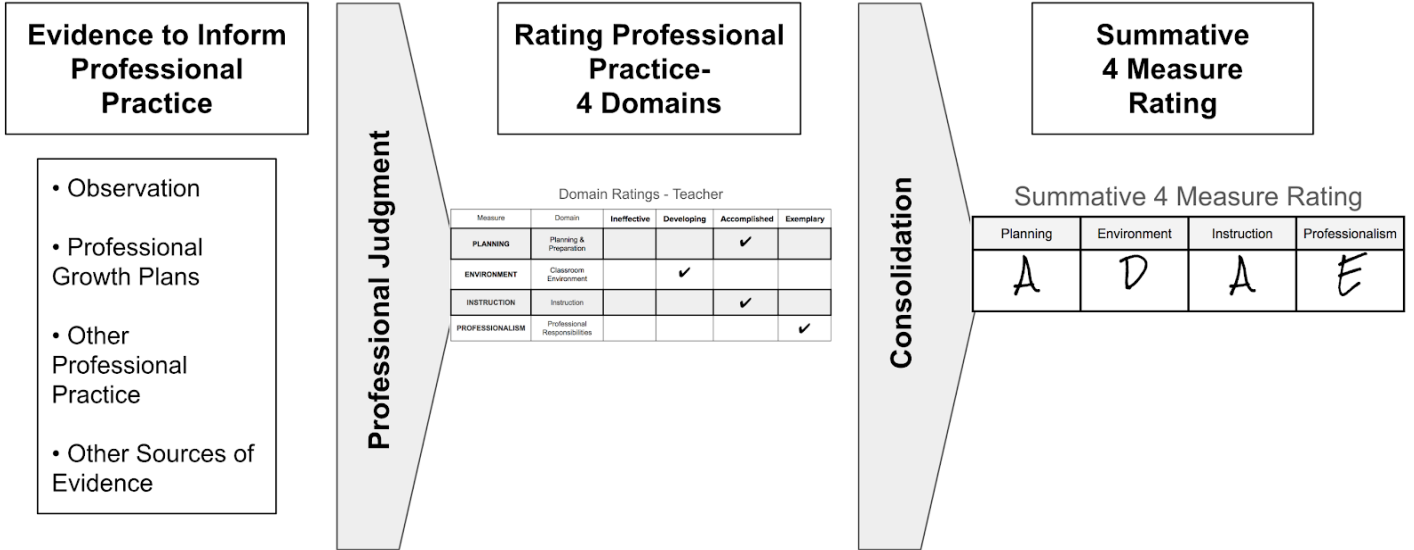 Evidence to Inform
Professional
Practice
• Observation
• Professional
Growth Plans
• Other
Professional
Practice
• Other Sources of
Evidence
Professional Judgment
Rating Professional
Practice-
4 Domains
Domain Ratings - Teacher
Measure Domain Ineffective Developing Accomplished Exemplary
PLANNING Planning &
Preparation ✔
ENVIRONMENT Classroom
Environment ✔
INSTRUCTION Instruction ✔
PROFESSIONALISM Professional
Responsibilities ✔
Consolidation
Summative
4 Measure
Rating
Summative 4 Measure Rating
Planning Environment Instruction Professionalism
A D A E